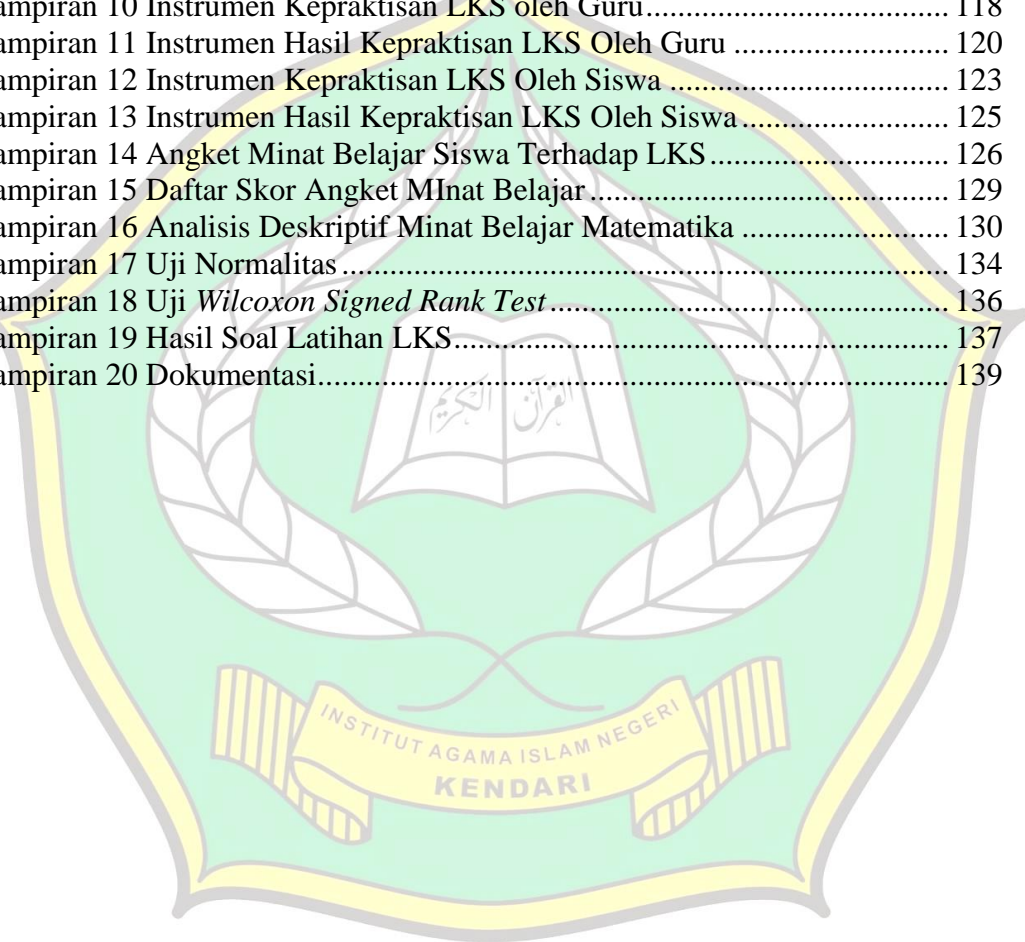 ampiran 10 Instrumen Kepraktisan LKS oleh Guru.................................... 118
ampiran 11 Instrumen Hasil Kepraktisan LKS Oleh Guru ......................... 120
ampiran 12 Instrumen Kepraktisan LKS Oleh Siswa ................................. 123
ampiran 13 Instrumen Hasil Kepraktisan LKS Oleh Siswa......................... 125
ampiran 14 Angket Minat Belajar Siswa Terhadap LKS............................ 126
ampiran 15 Daftar Skor Angket MInat Belajar .......................................... 129
ampiran 16 Analisis Deskriptif Minat Belajar Matematika ........................ 130
ampiran 17 Uji Normalitas ....................................................................... 134
ampiran 18 Uji Wilcoxon Signed Rank Test ............................................... 136
ampiran 19 Hasil Soal Latihan LKS.......................................................... 137
ampiran 20 Dokumentasi.......................................................................... 139
القرآن الكريم
INSTITUT AGAMA ISLAM NEGERI
KENDARI